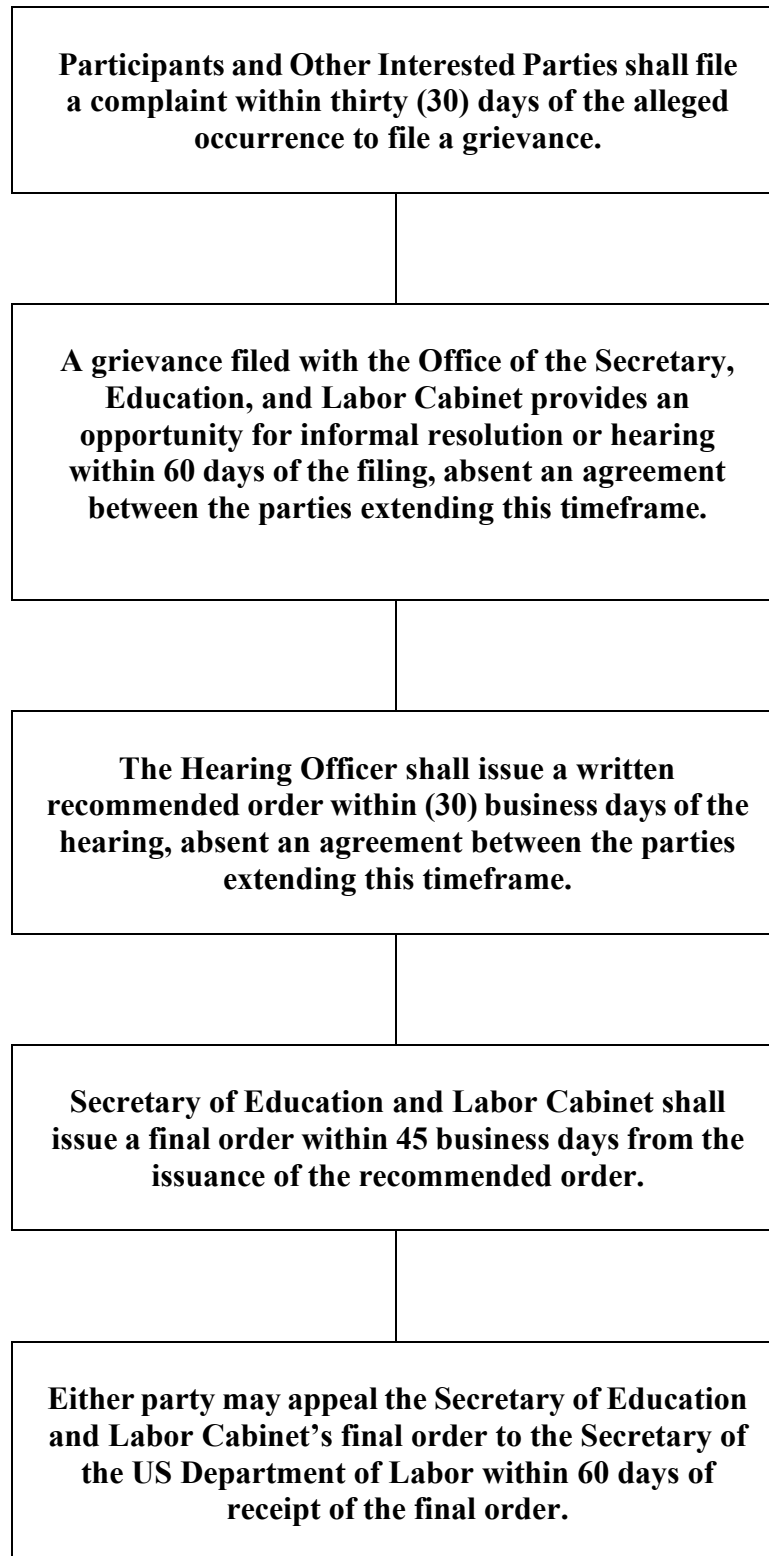 Participants and Other Interested Parties shall file
a complaint within thirty (30) days of the alleged
occurrence to file a grievance.
A grievance filed with the Office of the Secretary,
Education, and Labor Cabinet provides an
opportunity for informal resolution or hearing
within 60 days of the filing, absent an agreement
between the parties extending this timeframe.
The Hearing Officer shall issue a written
recommended order within (30) business days of the
hearing, absent an agreement between the parties
extending this timeframe.
Secretary of Education and Labor Cabinet shall
issue a final order within 45 business days from the
issuance of the recommended order.
Either party may appeal the Secretary of Education
and Labor Cabinet’s final order to the Secretary of
the US Department of Labor within 60 days of
receipt of the final order.